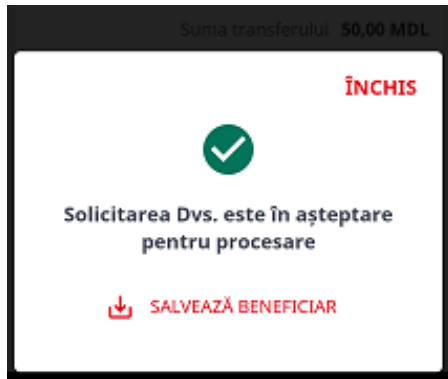 Suma transferului 50,00 MDL
ÎNCHIS
Solicitarea Dvs. este în așteptare
pentru procesare
SALVEAZĂ BENEFICIAR